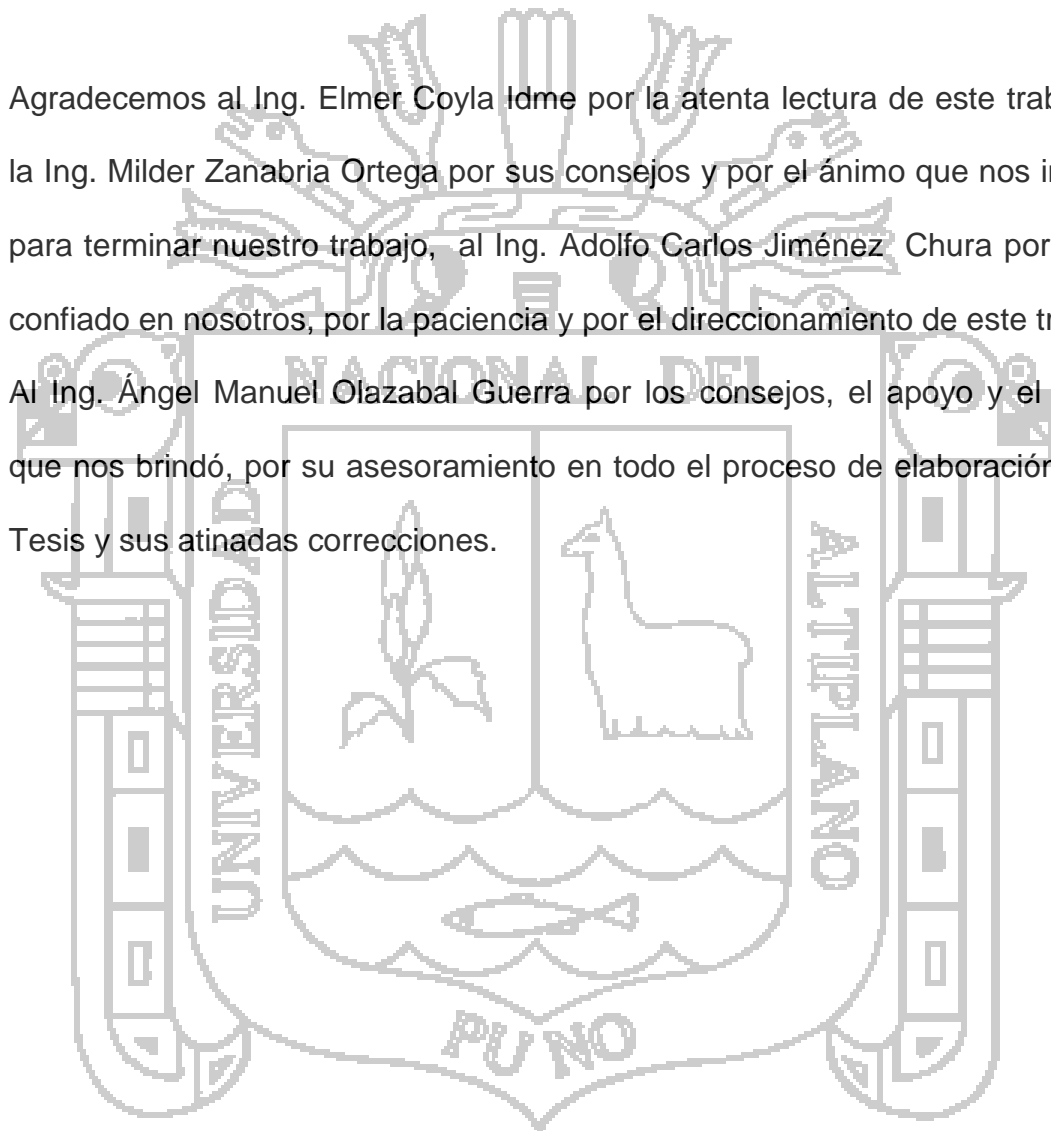 Agradecemos al Ing. Elmer Coyla Idme por la atenta lectura de este
la Ing. Milder Zanabria Ortega por sus consejos y por el ánimo que nos
para terminar nuestro trabajo, al Ing. Adolfo Carlos Jiménez Chura por
confiado en nosotros, por la paciencia y por el direccionamiento de este
NACIONAL DEL
Al Ing. Ángel Manuel Olazabal Guerra por los consejos, el apoyo y el
que nos brindó, por su asesoramiento en todo el proceso de elaboración
Tesis y sus atinadas correcciones.
UNIVERSIDAD
ALTIPLANO
PUNO